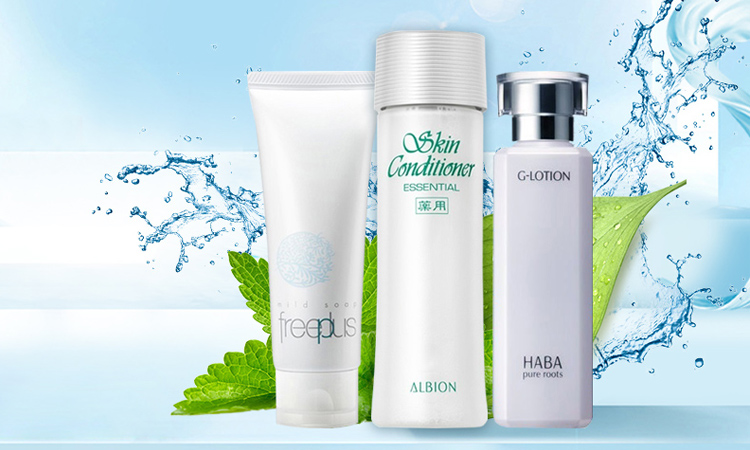 mild soap
freeplus
Skin
Conditioner
ESSENTIAL
薬用
ALBION
G-LOTION
HABA
pure roots